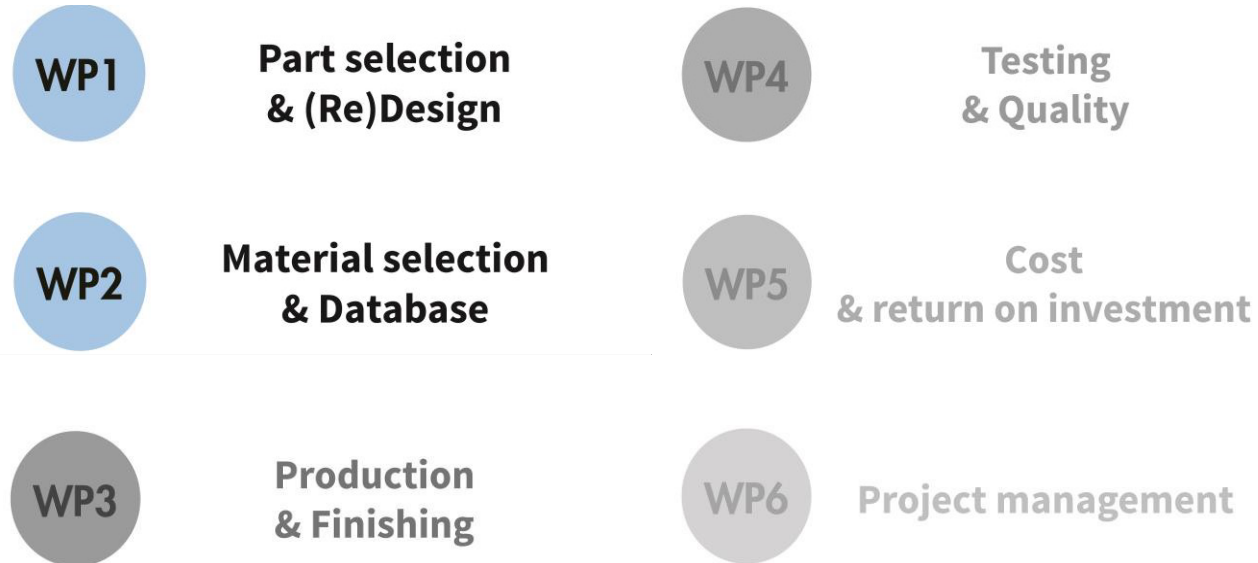 WP1
Part selection
& (Re)Design
WP2
Material selection
& Database
WP3
Production
& Finishing
WP4
Testing
& Quality
WP5
Cost
& return on investment
WP6
Project management